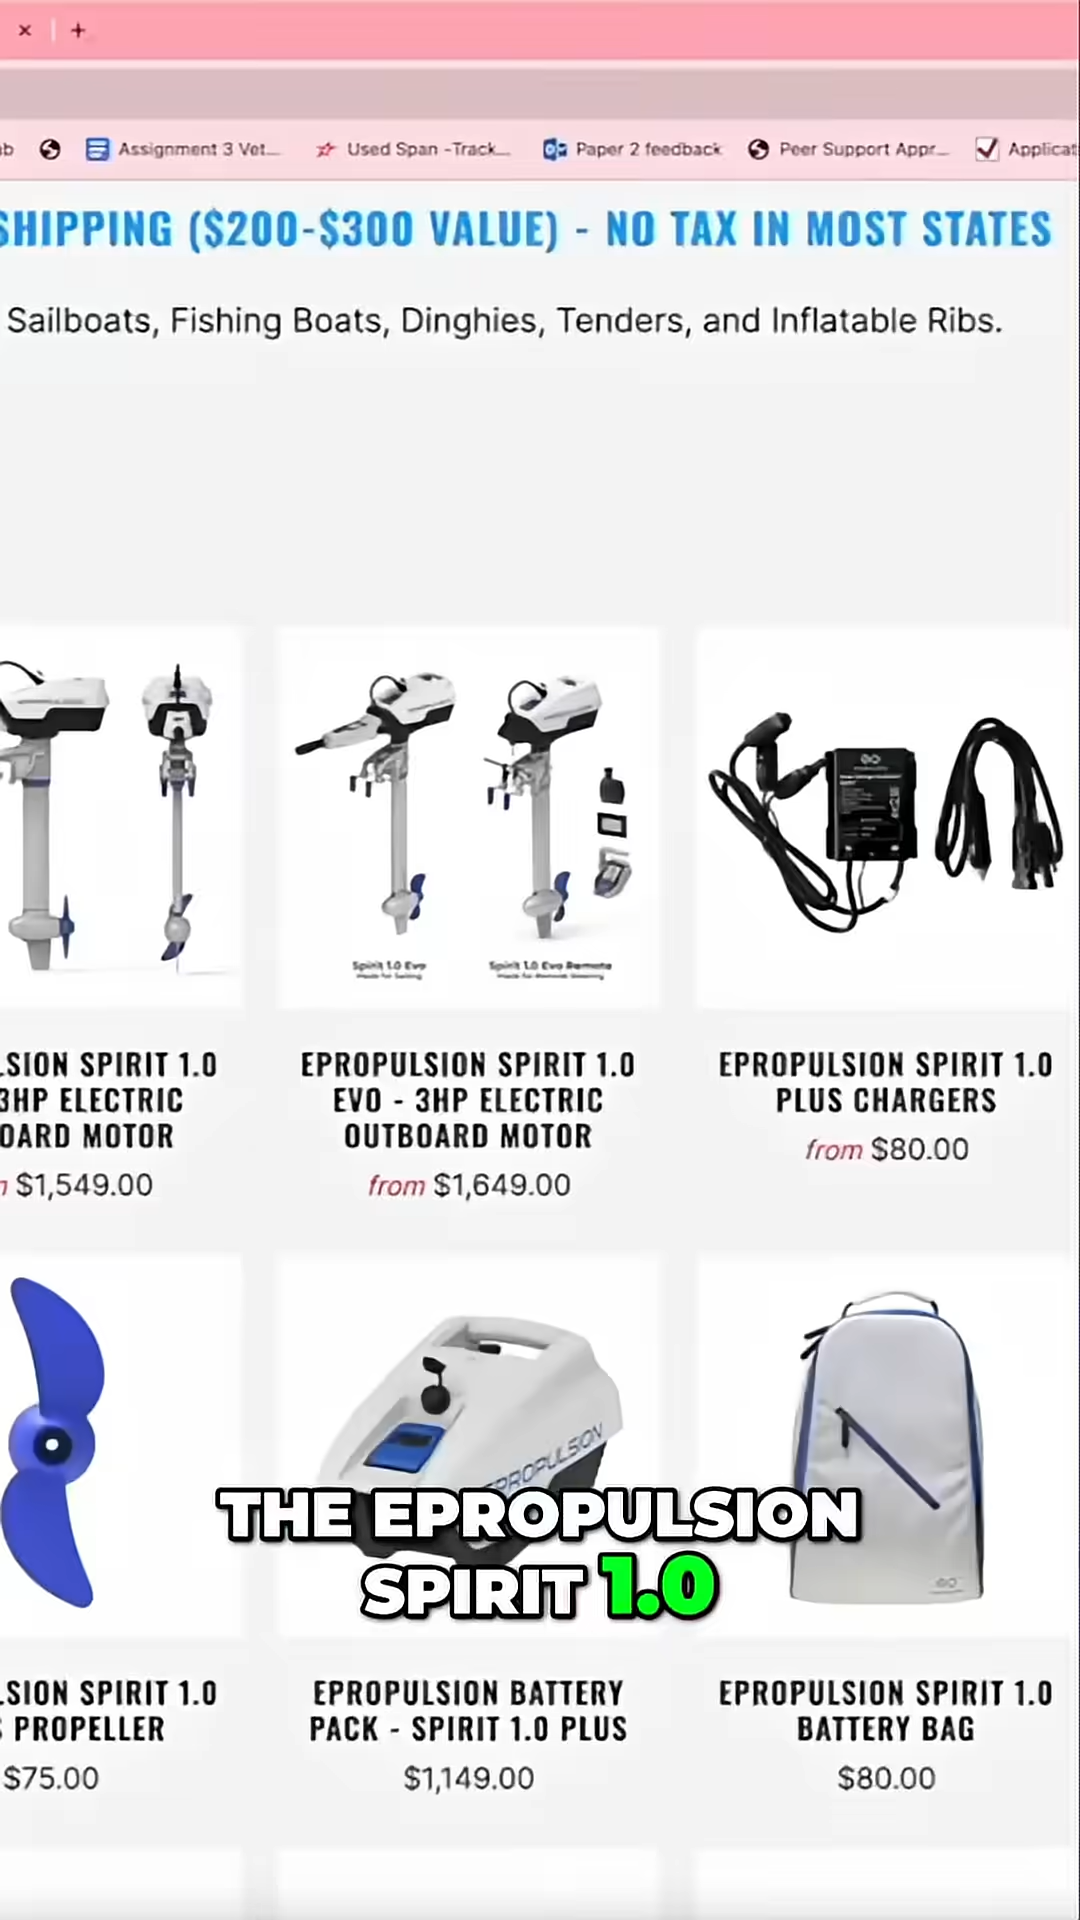 Assignment 3 Vet...
Used Span -Track...
Paper 2 feedback
Peer Support Appr...
Applicat
SHIPPING ($200-$300 VALUE) - NO TAX IN MOST STATES
Sailboats, Fishing Boats, Dinghies, Tenders, and Inflatable Ribs.
Spirit 1.0 Evo
Spirit 1.0 Evo Remote
LSION SPIRIT 1.0
3HP ELECTRIC
OARD MOTOR
$1,549.00
EPROPULSION SPIRIT 1.0
EVO - 3HP ELECTRIC
OUTBOARD MOTOR
from $1,649.00
EPROPULSION SPIRIT 1.0
PLUS CHARGERS
from $80.00
EPROPULSION
THE EPROPULSION
SPIRIT 1.0
LSION SPIRIT 1.0
PROPELLER
$75.00
EPROPULSION BATTERY
PACK - SPIRIT 1.0 PLUS
$1,149.00
EPROPULSION SPIRIT 1.0
BATTERY BAG
$80.00